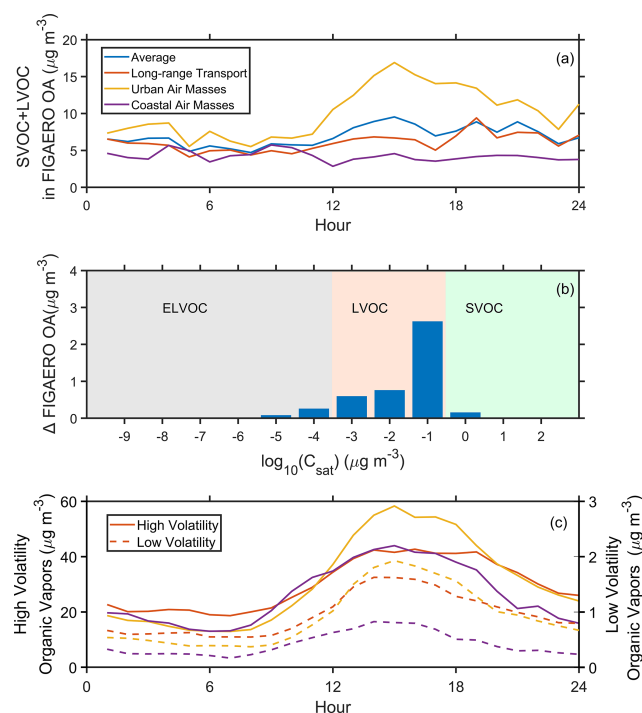 20
15
10
5
0
SVOC+LVOC
in FIGAERO OA (μg m-3)
Average
Long-range Transport
Urban Air Masses
Coastal Air Masses
(a)
0 6 12 18 24
Hour
4
3
2
1
0
Δ FIGAERO OA(μg m-3)
ELVOC LVOC SVOC
(b)
-9 -8 -7 -6 -5 -4 -3 -2 -1 0 1 2
log10(Csat) (μg m-3)
60
40
20
0
High Volatility
Organic Vapors (μg m-3)
High Volatility
Low Volatility
(c)
3
2
1
0
Low Volatility
Organic Vapors (μg m-3)
0 6 12 18 24
Hour